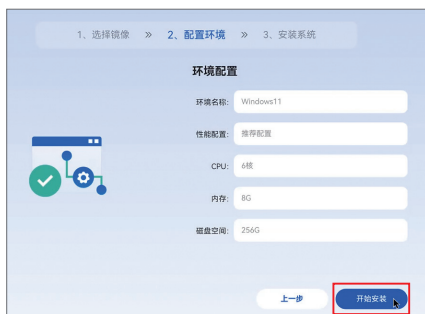 1、选择镜像 » 2、配置环境 » 3、安装系统
环境配置
环境名称: Windows11
性能配置: 推荐配置
CPU: 6核
内存: 8G
磁盘空间: 256G
上一步 开始安装